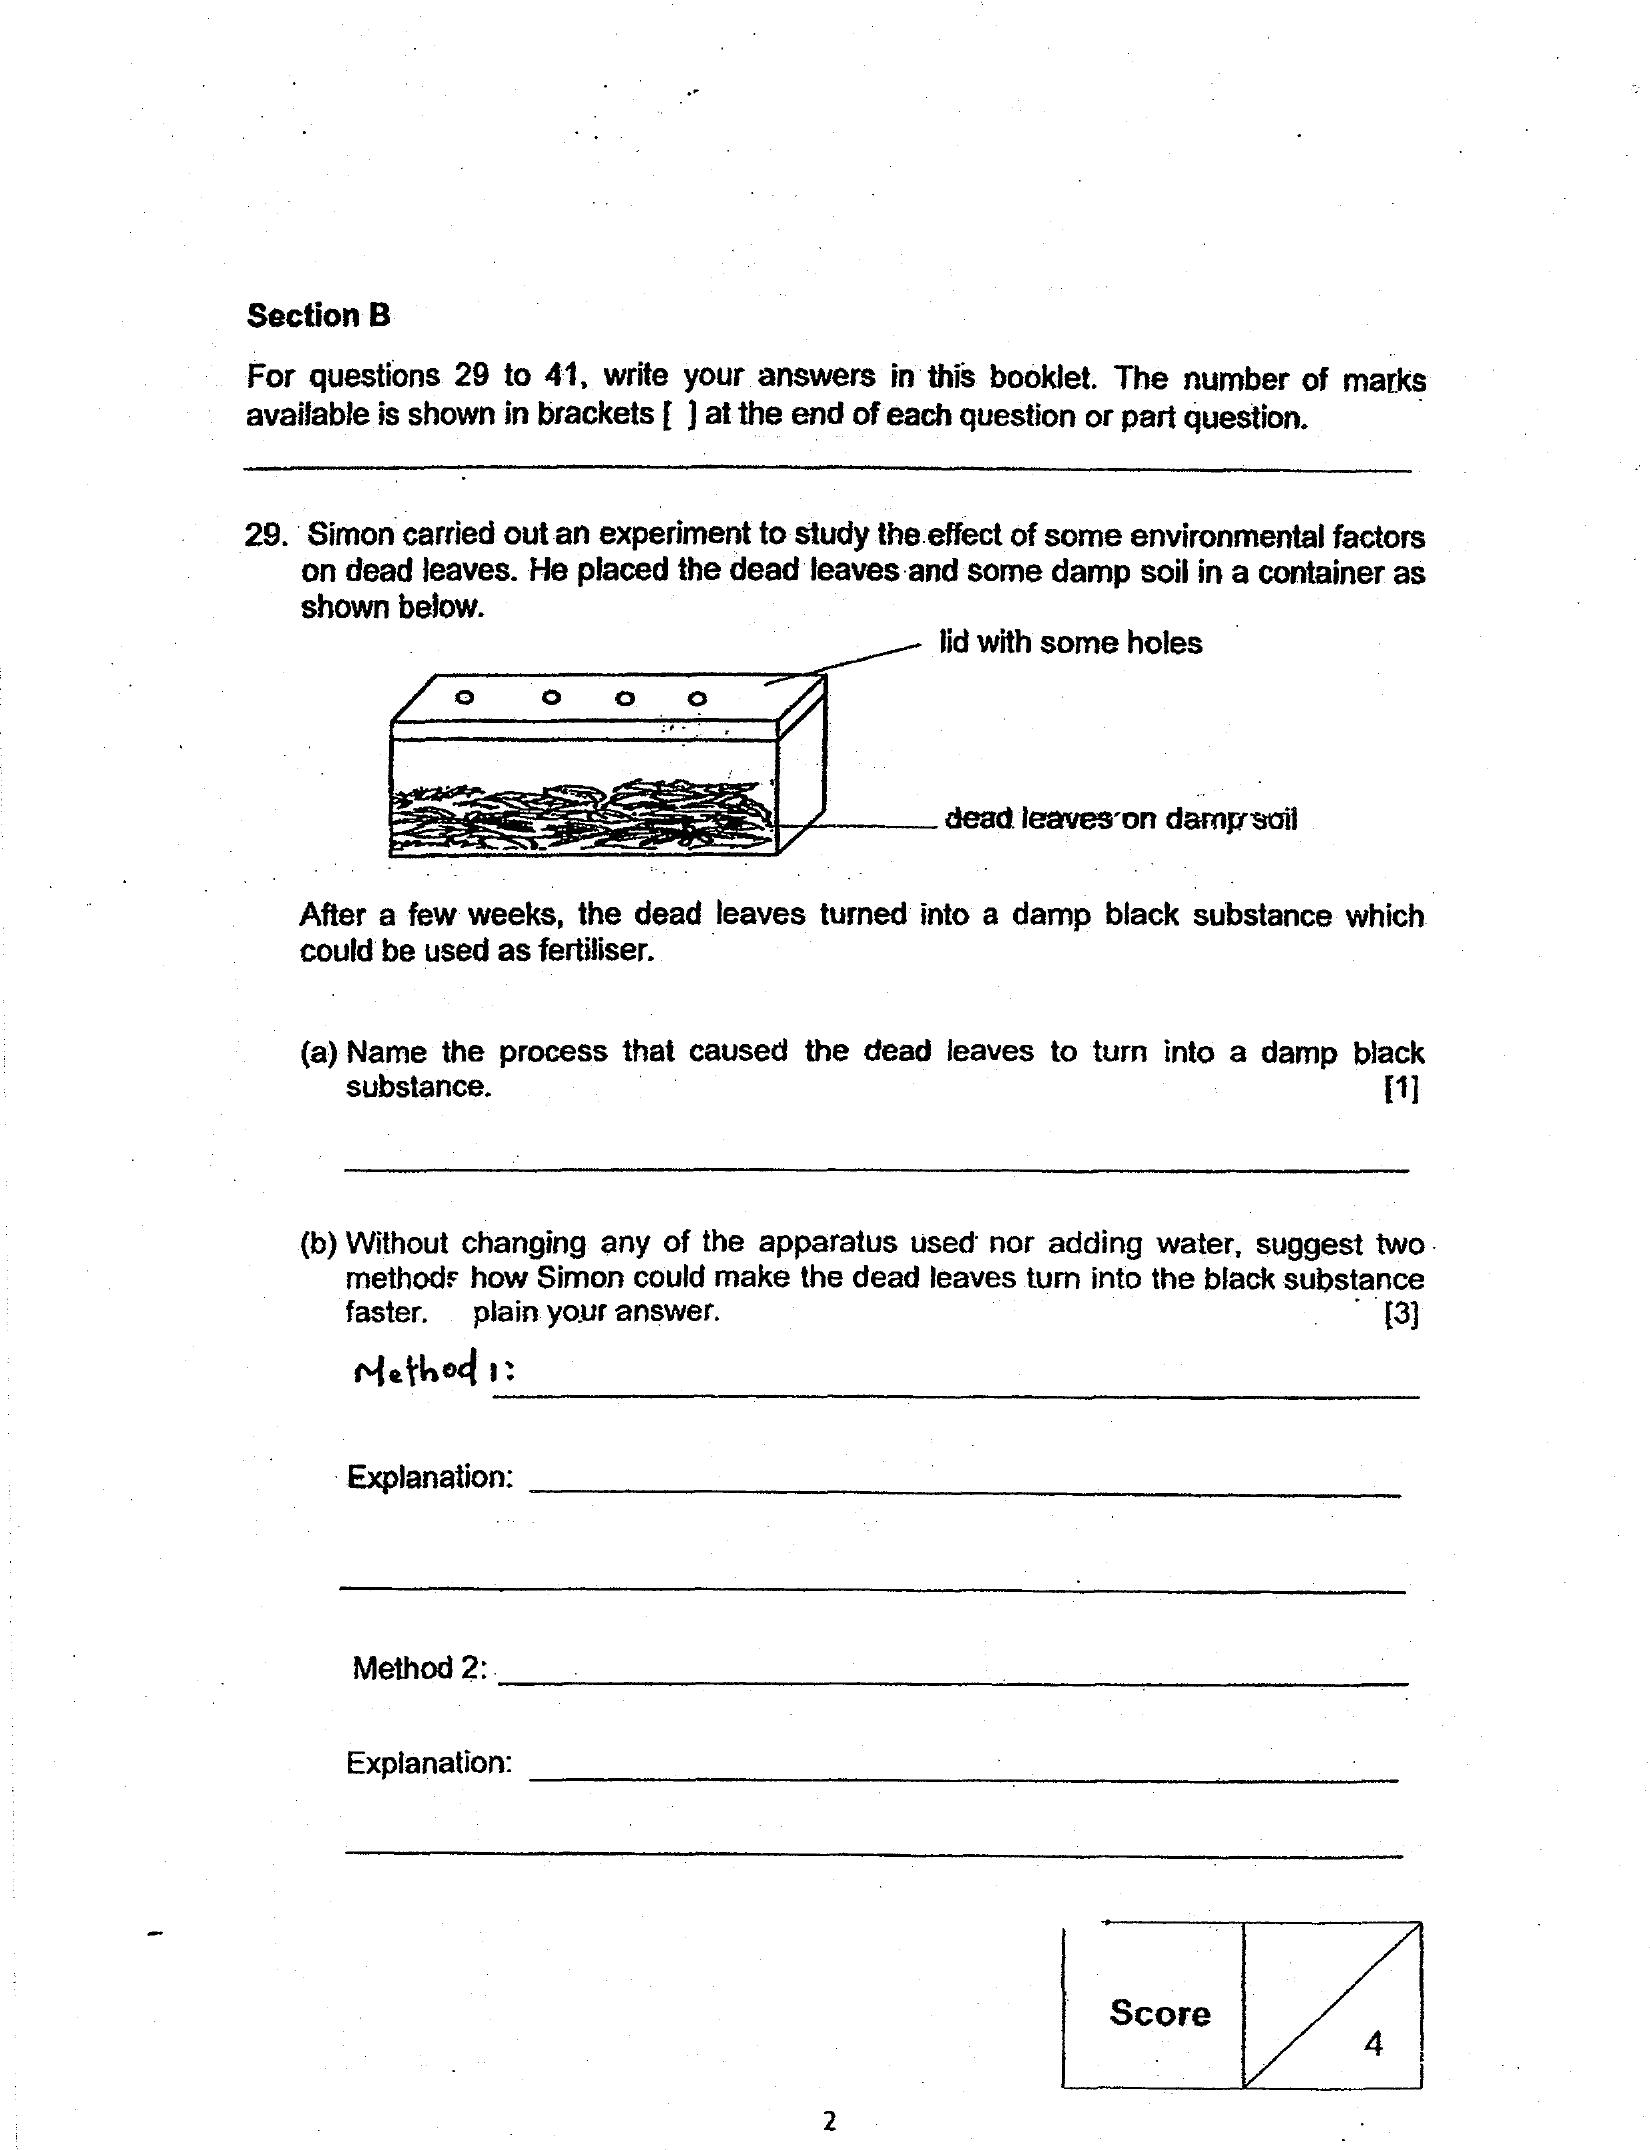 Section B
For questions 29 to 41, write your answers in this booklet. The number of marks
available is shown in brackets [ ] at the end of each question or part question.
29. Simon carried out an experiment to study the effect of some environmental factors
on dead leaves. He placed the dead leaves and some damp soil in a container as
shown below.
lid with some holes
dead leaves on damp soil
After a few weeks, the dead leaves turned into a damp black substance which
could be used as fertiliser.
(a) Name the process that caused the dead leaves to turn into a damp black
substance. [1]
(b) Without changing any of the apparatus used nor adding water, suggest two
methods how Simon could make the dead leaves turn into the black substance
faster. plain your answer. [3]
Method 1:
Explanation:
Method 2:
Explanation:
Score
4
2